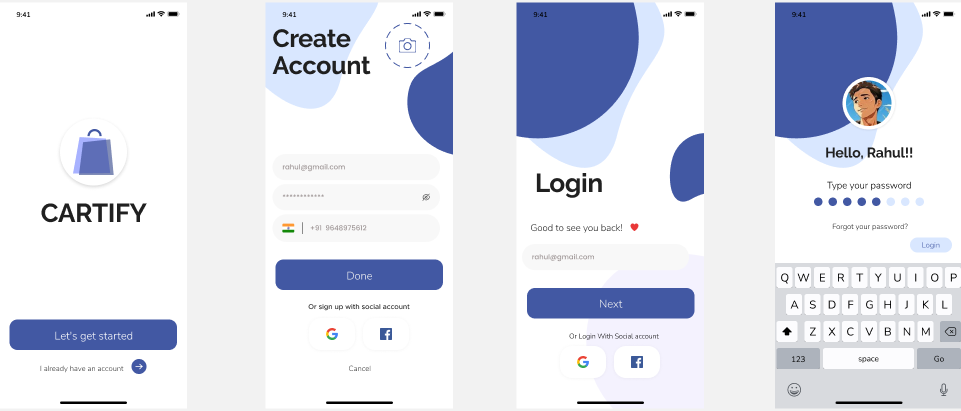 9:41
CARTIFY
Let's get started
I already have an account
9:41
Create
Account
rahul@gmail.com
************
+91 9648975612
Done
Or sign up with social account
Cancel
9:41
Login
Good to see you back!
rahul@gmail.com
Next
Or Login With Social account
9:41
Hello, Rahul!!
Type your password
Forgot your password?
Login
Q W E R T Y U I O P
A S D F G H J K L
Z X C V B N M
123 space Go